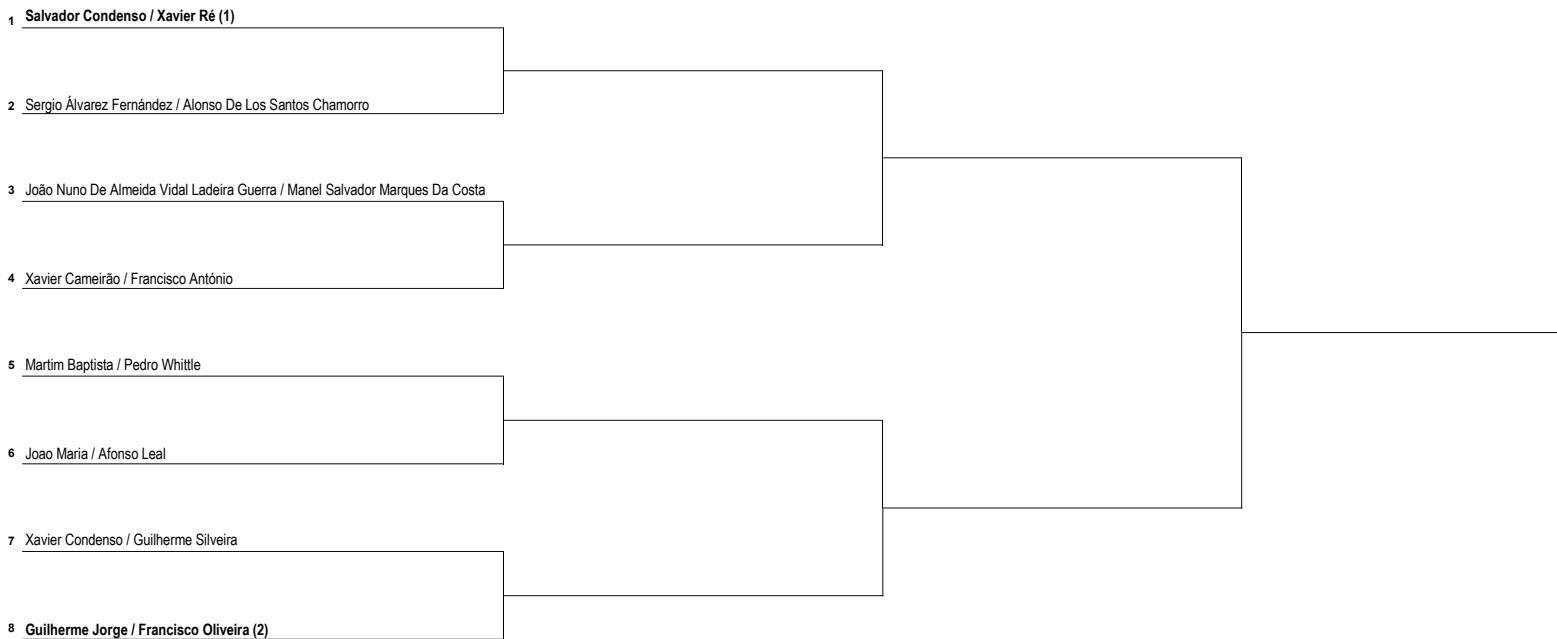 1 Salvador Condenso / Xavier Ré (1)
2 Sergio Álvarez Fernández / Alonso De Los Santos Chamorro
3 João Nuno De Almeida Vidal Ladeira Guerra / Manel Salvador Marques Da Costa
4 Xavier Cameirão / Francisco António
5 Martim Baptista / Pedro Whittle
6 Joao Maria / Afonso Leal
7 Xavier Condenso / Guilherme Silveira
8 Guilherme Jorge / Francisco Oliveira (2)